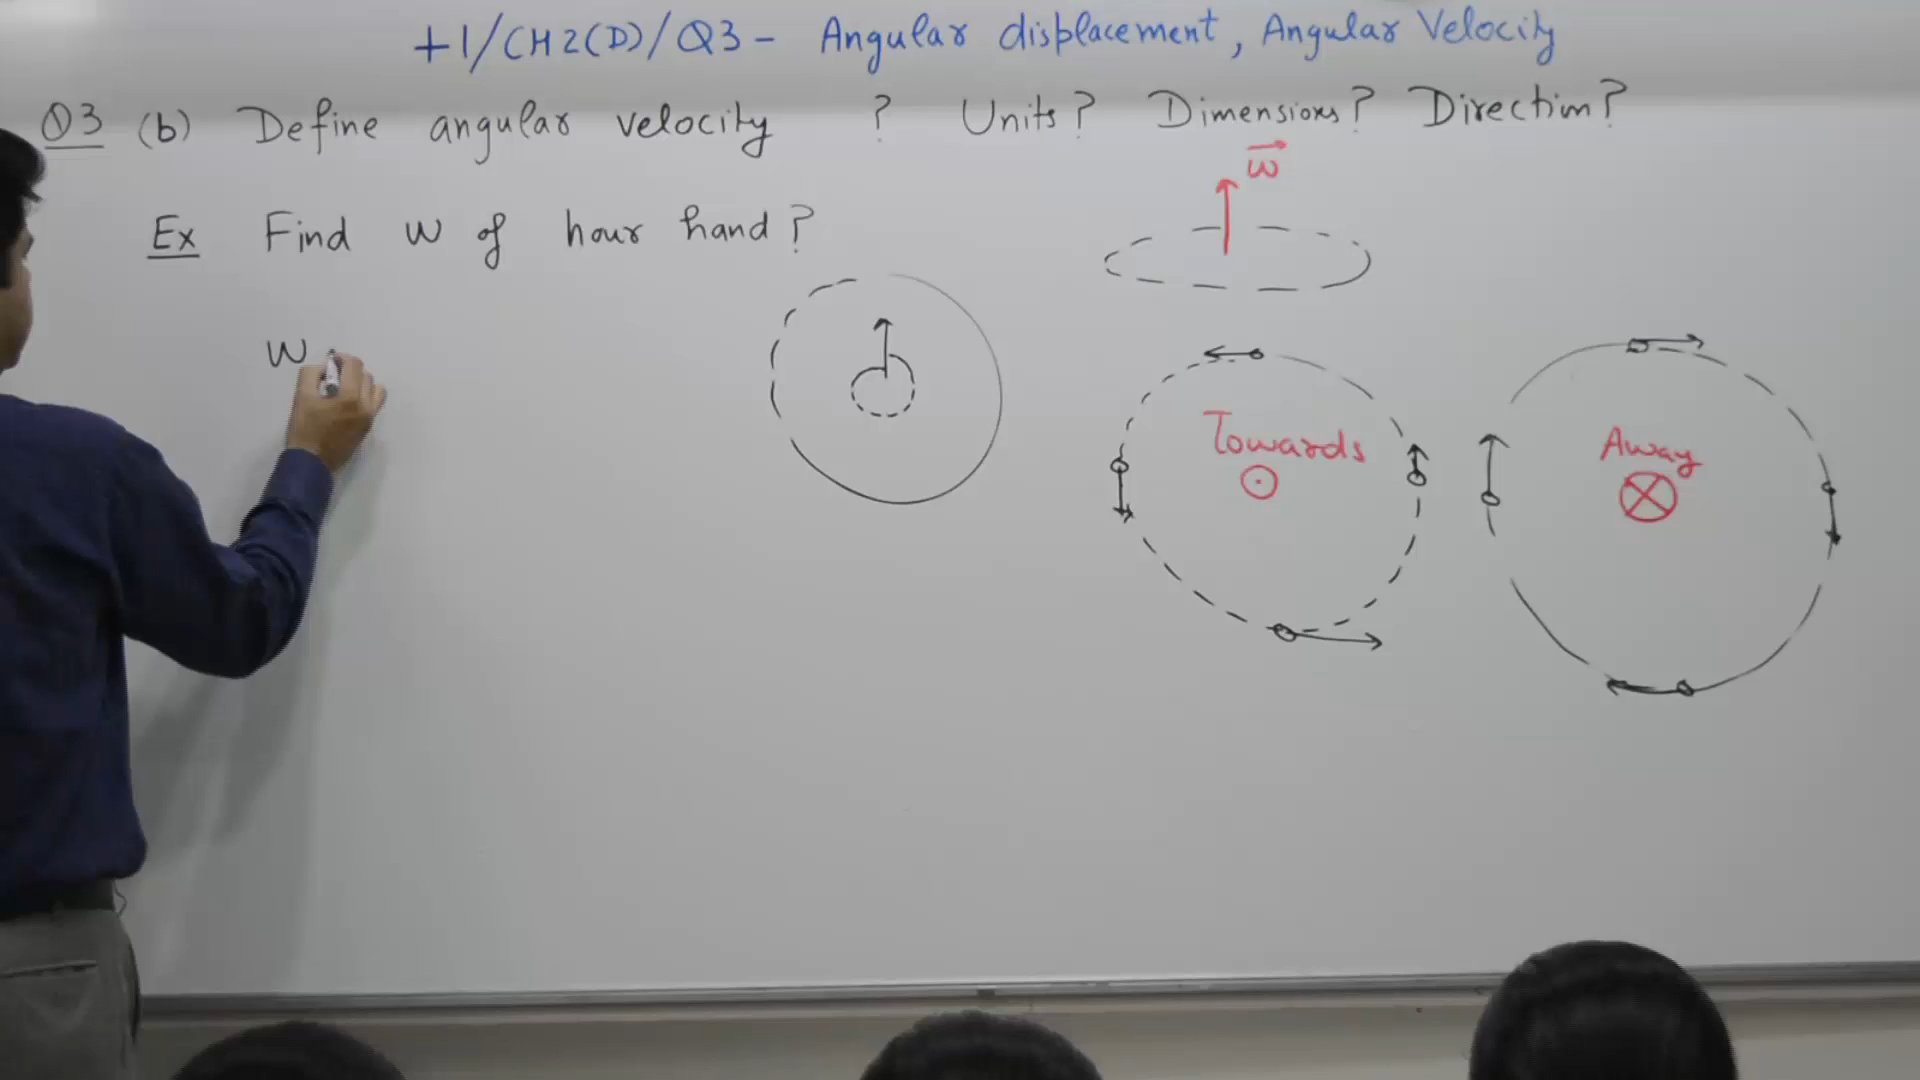 +1/CH2(D)/Q3 - Angular displacement, Angular Velocity
Q3 (b) Define angular velocity ? Units? Dimensions? Direction?
ω
Ex Find ω of hour hand?
ω
Towards
Away